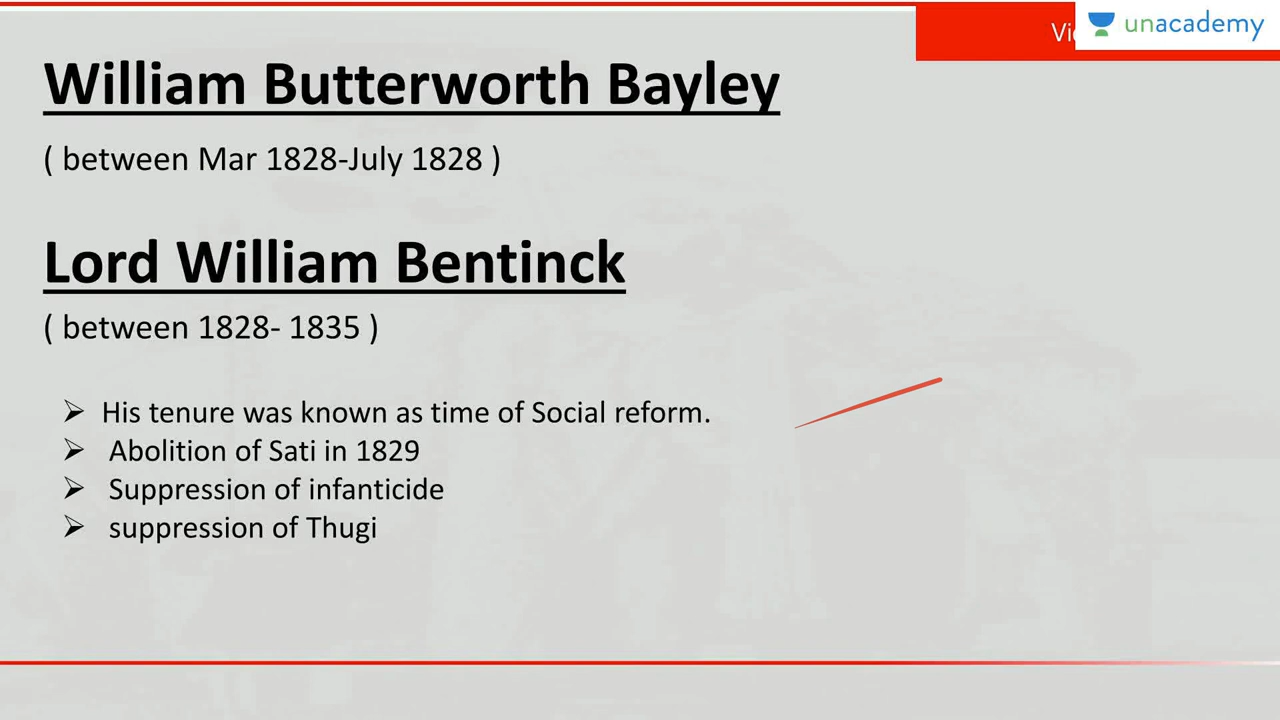 unacademy
William Butterworth Bayley
( between Mar 1828-July 1828 )
Lord William Bentinck
( between 1828- 1835 )
His tenure was known as time of Social reform.
Abolition of Sati in 1829
Suppression of infanticide
suppression of Thugi